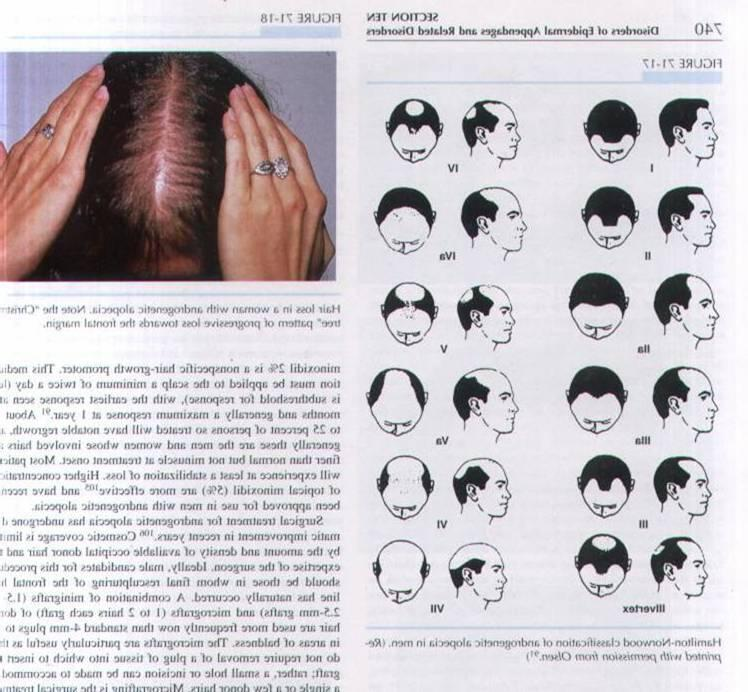 740 Disorders of Epidermal Appendages and Related Disorders
SECTION TEN
FIGURE 71-17
I
IV
II
IVa
IIa
V
IIIa
Va
III
VI
IIIvertex
VII
Hamilton-Norwood classification of androgenetic alopecia in men. (Re-
printed with permission from Olsen.91)
FIGURE 71-18
Hair loss in a woman with androgenetic alopecia. Note the "Christm
tree" pattern of progressive loss towards the frontal margin.
minoxidil 2% is a nonspecific hair-growth promoter. This medic
tion must be applied to the scalp a minimum of twice a day
is subthreshold for response), with the earliest response seen at
months and generally a maximum response at 1 year.91 About
to 25 percent of persons so treated will have notable regrowth,
generally these are the men and women whose involved hairs
finer than normal but not minuscule at treatment onset. Most patie
will experience at least a stabilization of loss. Higher concentratio
of topical minoxidil (5%) are more effective105 and have recen
been approved for use in men with androgenetic alopecia.
Surgical treatment for androgenetic alopecia has undergone d
matic improvement in recent years.106 Cosmetic coverage is limit
by the amount and density of available occipital donor hair and t
expertise of the surgeon. Ideally, male candidates for this procedu
should be those in whom final resculpturing of the frontal h
line has naturally occurred. A combination of minigrafts (1.5-
2.5-mm grafts) and micrografts (1 to 2 hairs each graft) of don
hair are used more frequently now than standard 4-mm plugs to
in areas of baldness. The micrografts are particularly useful as th
do not require removal of a plug of tissue into which to insert t
graft; rather, a small hole or incision can be made to accommod
a single or a few donor hairs. Micrografting is the surgical treatme